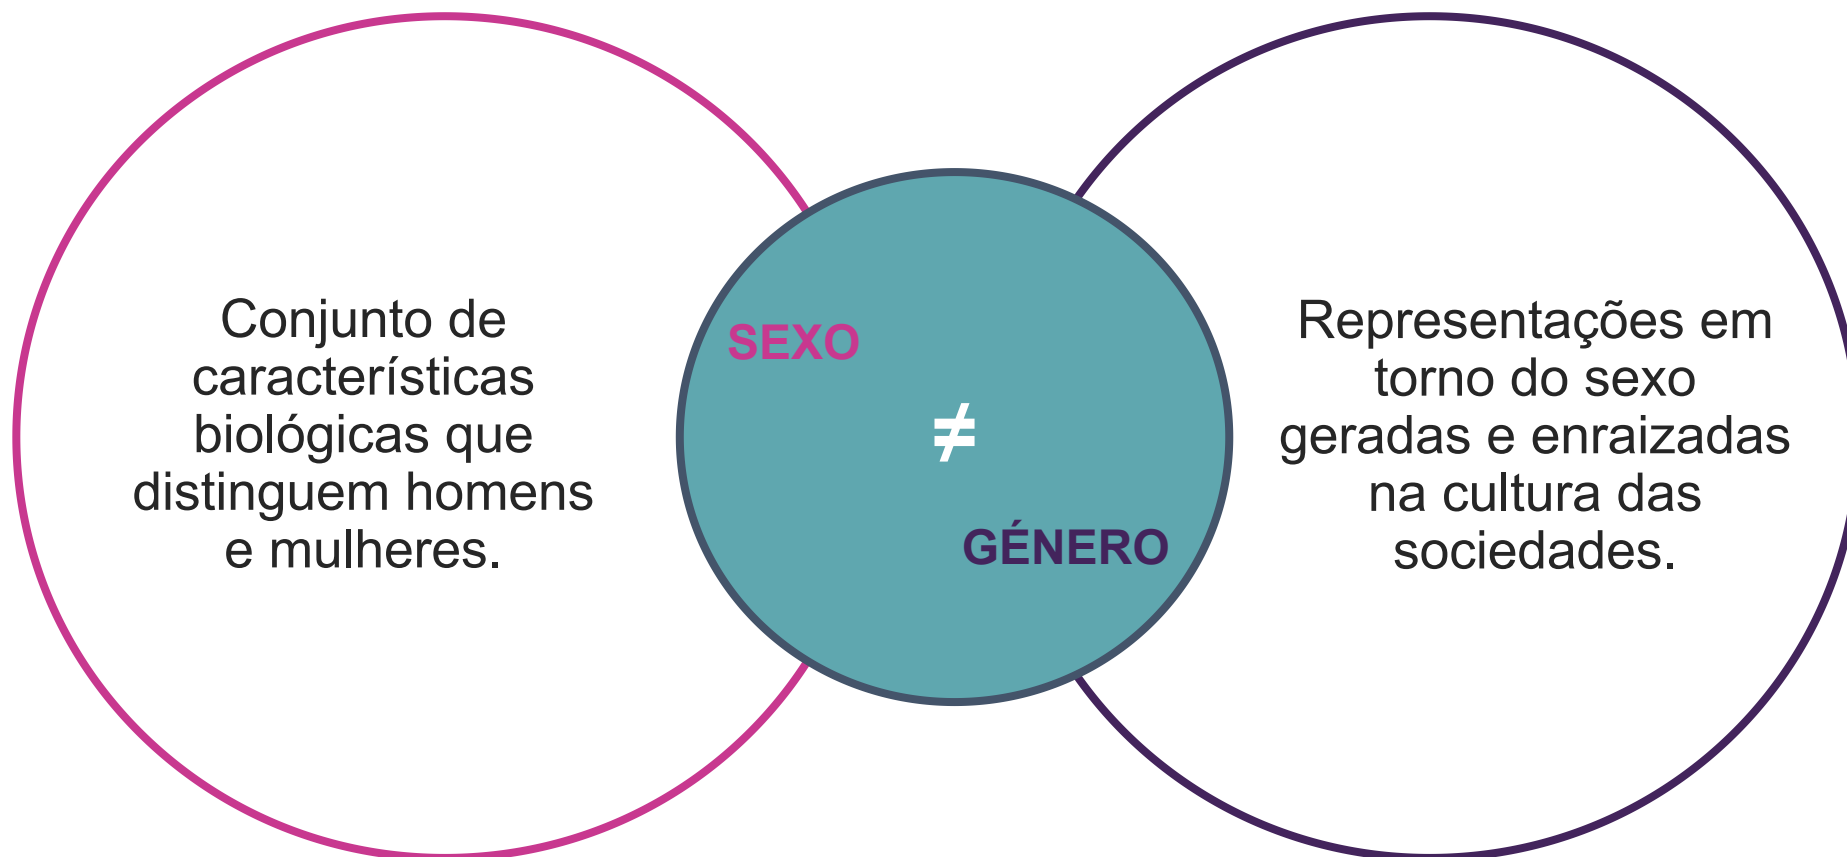 Conjunto de
características
biológicas que
distinguem homens
e mulheres.
SEXO
≠
GÉNERO
Representações em
torno do sexo
geradas e enraizadas
na cultura das
sociedades.